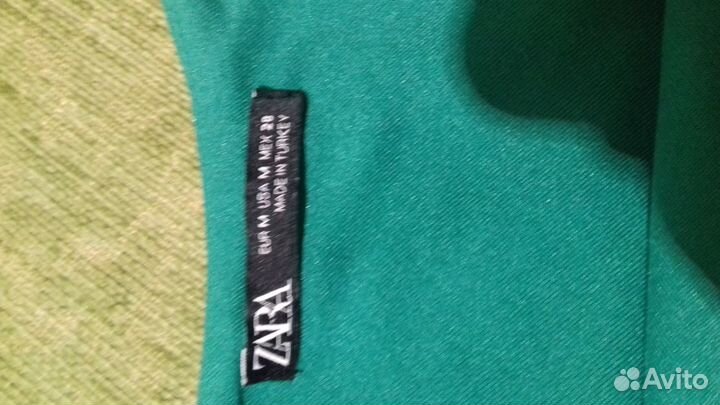 ZARA
EUR M USA M MEX 28
MADE IN TURKEY
Avito